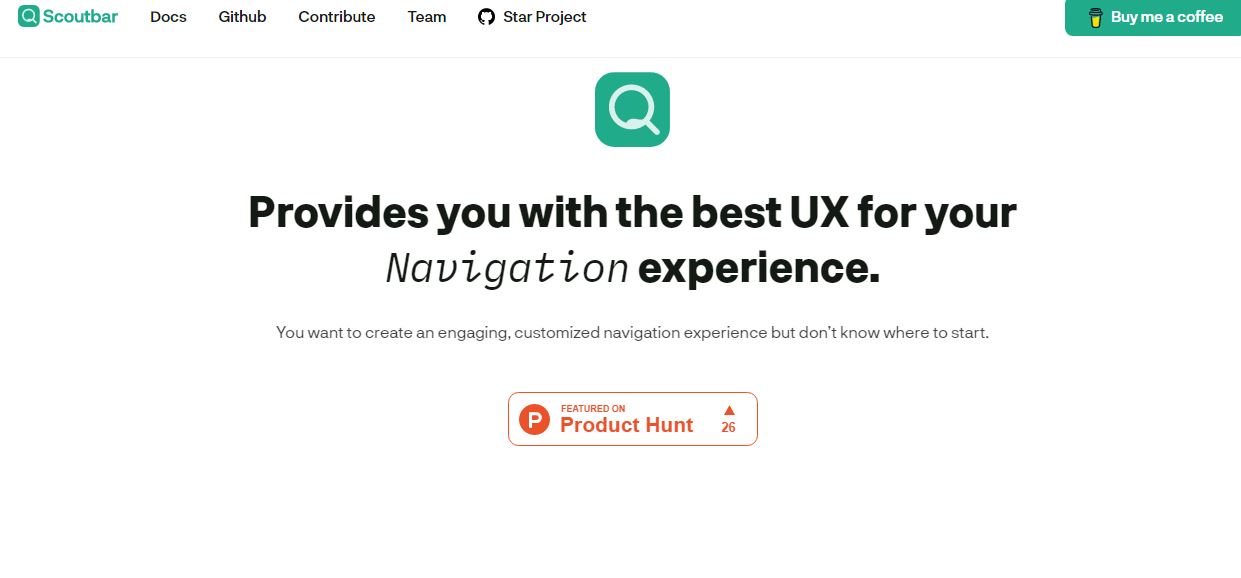 Scoutbar Docs Github Contribute Team Star Project Buy me a coffee
Provides you with the best UX for your
Navigation experience.
You want to create an engaging, customized navigation experience but don’t know where to start.
P FEATURED ON
Product Hunt
26